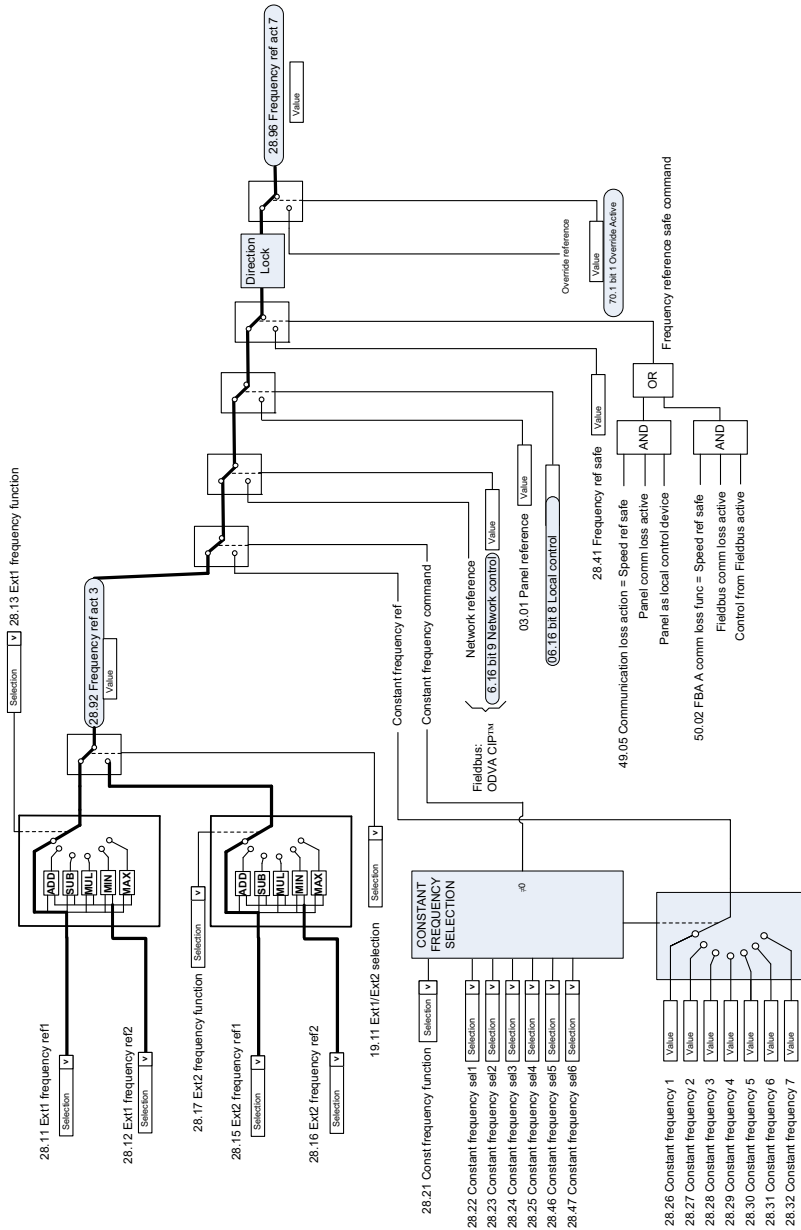 28.11 Ext1 frequency ref1
Selection v
28.12 Ext1 frequency ref2
Selection v
ADD
SUB
MUL
MIN
MAX
Selection v 28.13 Ext1 frequency function
28.17 Ext2 frequency function
Selection v
28.15 Ext2 frequency ref1
Selection v
28.16 Ext2 frequency ref2
Selection v
ADD
SUB
MUL
MIN
MAX
19.11 Ext1/Ext2 selection
Selection v
28.92 Frequency ref act 3
Value
28.21 Const frequency function Selection v
28.22 Constant frequency sel1 Selection v
28.23 Constant frequency sel2 Selection v
28.24 Constant frequency sel3 Selection v
28.25 Constant frequency sel4 Selection v
28.46 Constant frequency sel5 Selection v
28.47 Constant frequency sel6 Selection v
CONSTANT
FREQUENCY
SELECTION
≠0
28.26 Constant frequency 1 Value
28.27 Constant frequency 2 Value
28.28 Constant frequency 3 Value
28.29 Constant frequency 4 Value
28.30 Constant frequency 5 Value
28.31 Constant frequency 6 Value
28.32 Constant frequency 7 Value
Constant frequency ref
Constant frequency command
Network reference
Fieldbus:
ODVA CIP™
6.16 bit 9 Network control Value
03.01 Panel reference Value
06.16 bit 8 Local control
28.41 Frequency ref safe Value
49.05 Communication loss action = Speed ref safe
Panel comm loss active
Panel as local control device
AND
50.02 FBA A comm loss func = Speed ref safe
Fieldbus comm loss active
Control from Fieldbus active
AND
OR
Frequency reference safe command
Direction
Lock
Override reference
Value
70.1 bit 1 Override Active
28.96 Frequency ref act 7
Value